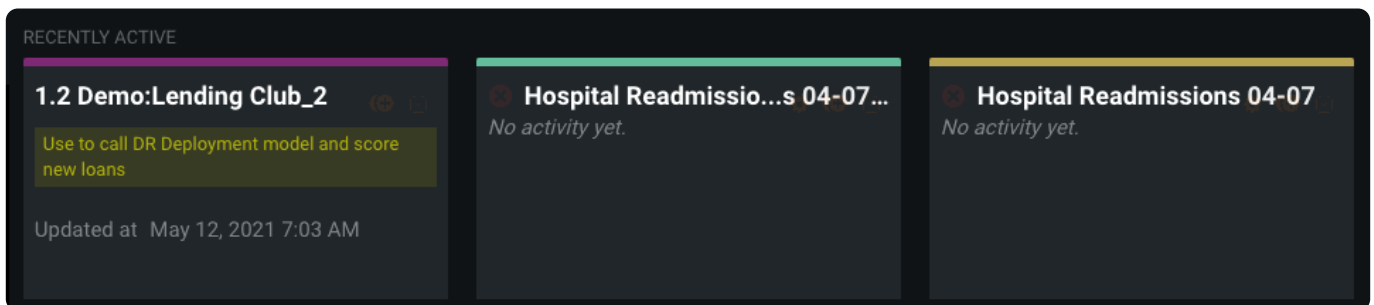 RECENTLY ACTIVE
1.2 Demo:Lending Club_2
Use to call DR Deployment model and score
new loans
Updated at May 12, 2021 7:03 AM
Hospital Readmissio...s 04-07...
No activity yet.
Hospital Readmissions 04-07
No activity yet.